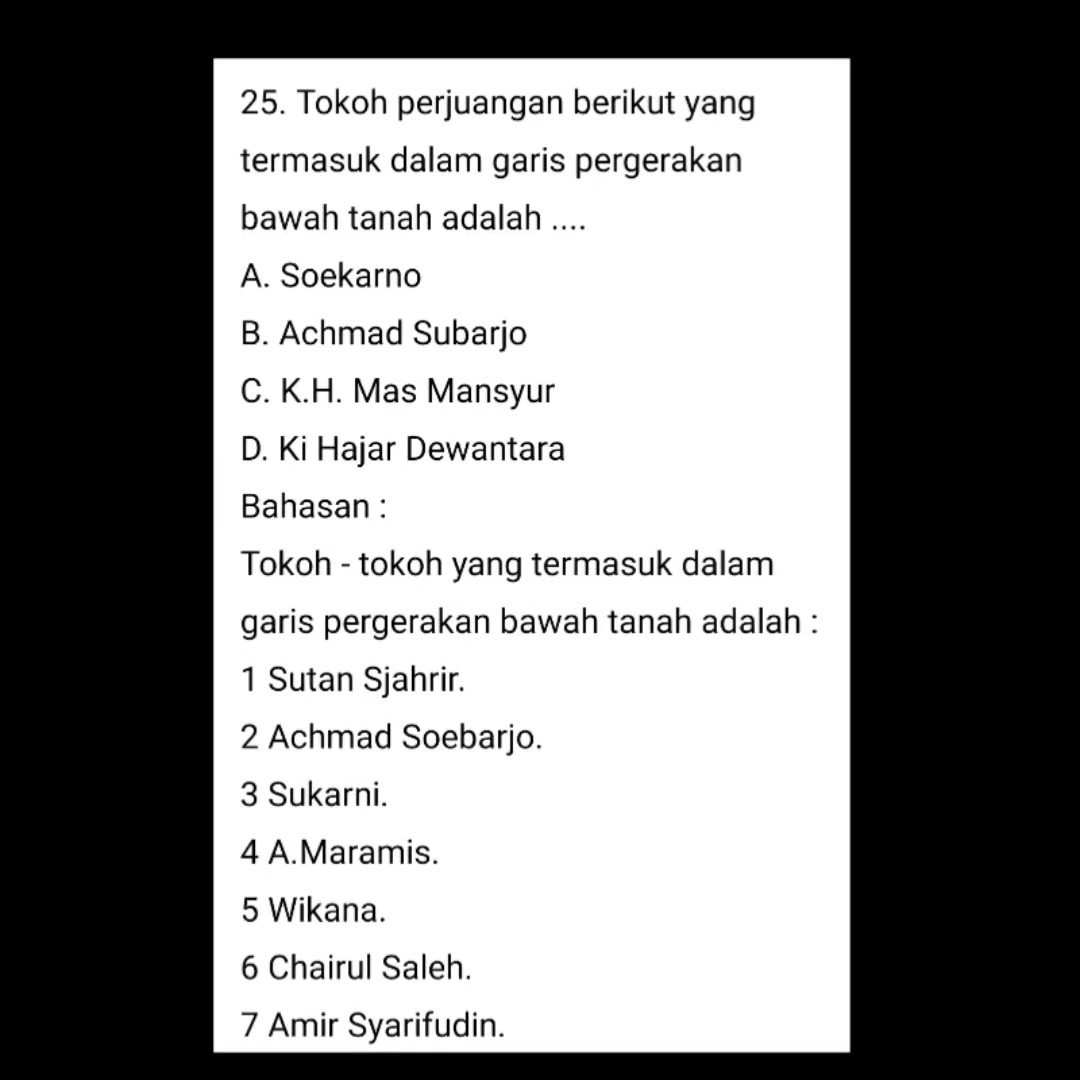 25. Tokoh perjuangan berikut yang
termasuk dalam garis pergerakan
bawah tanah adalah ....
A. Soekarno
B. Achmad Subarjo
C. K.H. Mas Mansyur
D. Ki Hajar Dewantara
Bahasan :
Tokoh - tokoh yang termasuk dalam
garis pergerakan bawah tanah adalah :
1 Sutan Sjahrir.
2 Achmad Soebarjo.
3 Sukarni.
4 A.Maramis.
5 Wikana.
6 Chairul Saleh.
7 Amir Syarifudin.